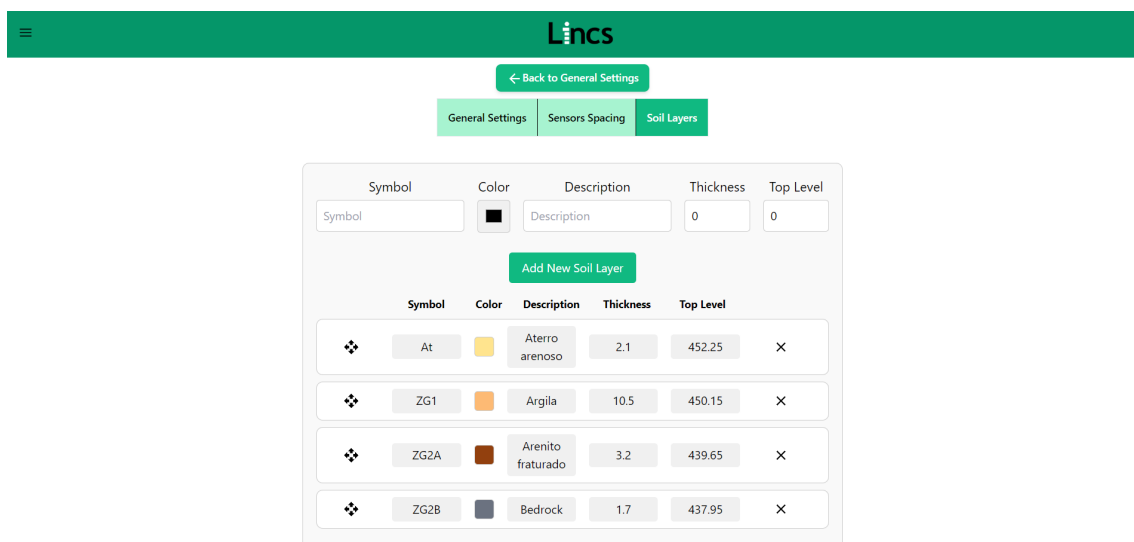 Lincs
← Back to General Settings
General Settings Sensors Spacing Soil Layers
Symbol Color Description Thickness Top Level
Symbol Description 0 0
Add New Soil Layer
Symbol Color Description Thickness Top Level
At Aterro arenoso 2.1 452.25
ZG1 Argila 10.5 450.15
ZG2A Arenito fraturado 3.2 439.65
ZG2B Bedrock 1.7 437.95